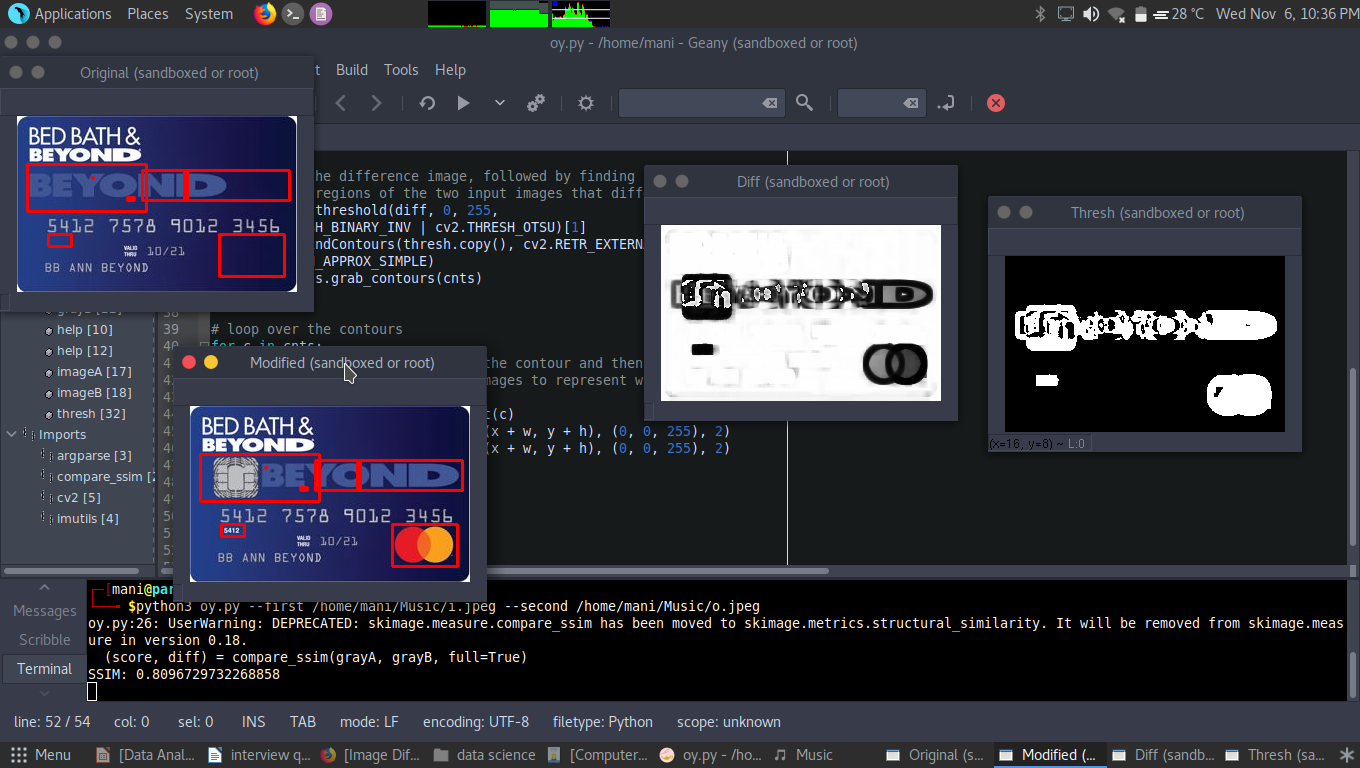 Applications Places System
28 °C Wed Nov 6, 10:36 PM
oy.py - /home/mani - Geany (sandboxed or root)
Build Tools Help
Original (sandboxed or root)
BED BATH &
BEYOND
BEYOND
5412 7578 9012 3456
VALID THRU 10/21
BB ANN BEYOND
he difference image, followed by finding
regions of the two input images that dif
threshold(diff, 0, 255,
H_BINARY_INV | cv2.THRESH_OTSU)[1]
ndContours(thresh.copy(), cv2.RETR_EXTERN
_APPROX_SIMPLE)
s.grab_contours(cnts)
38
39 # loop over the contours
40 for c in cnts:
the contour and then
mages to represent w
t(c)
(x + w, y + h), (0, 0, 255), 2)
(x + w, y + h), (0, 0, 255), 2)
help [10]
help [12]
imageA [17]
imageB [18]
thresh [32]
Imports
argparse [3]
compare_ssim [2
cv2 [5]
imutils [4]
Modified (sandboxed or root)
BED BATH &
BEYOND
BEYOND
5412 7578 9012 3456
5412
VALID THRU 10/21
BB ANN BEYOND
Diff (sandboxed or root)
Thresh (sandboxed or root)
(x=16, y=8) ~ L:0
Messages
Scribble
Terminal
[mani@par
$python3 oy.py --first /home/mani/Music/i.jpeg --second /home/mani/Music/o.jpeg
oy.py:26: UserWarning: DEPRECATED: skimage.measure.compare_ssim has been moved to skimage.metrics.structural_similarity. It will be removed from skimage.meas
ure in version 0.18.
(score, diff) = compare_ssim(grayA, grayB, full=True)
SSIM: 0.8096729732268858
line: 52 / 54 col: 0 sel: 0 INS TAB mode: LF encoding: UTF-8 filetype: Python scope: unknown
Menu [Data Anal... interview q... [Image Dif... data science [Computer... oy.py - /ho... Music Original (s... Modified (... Diff (sandb... Thresh (sa...